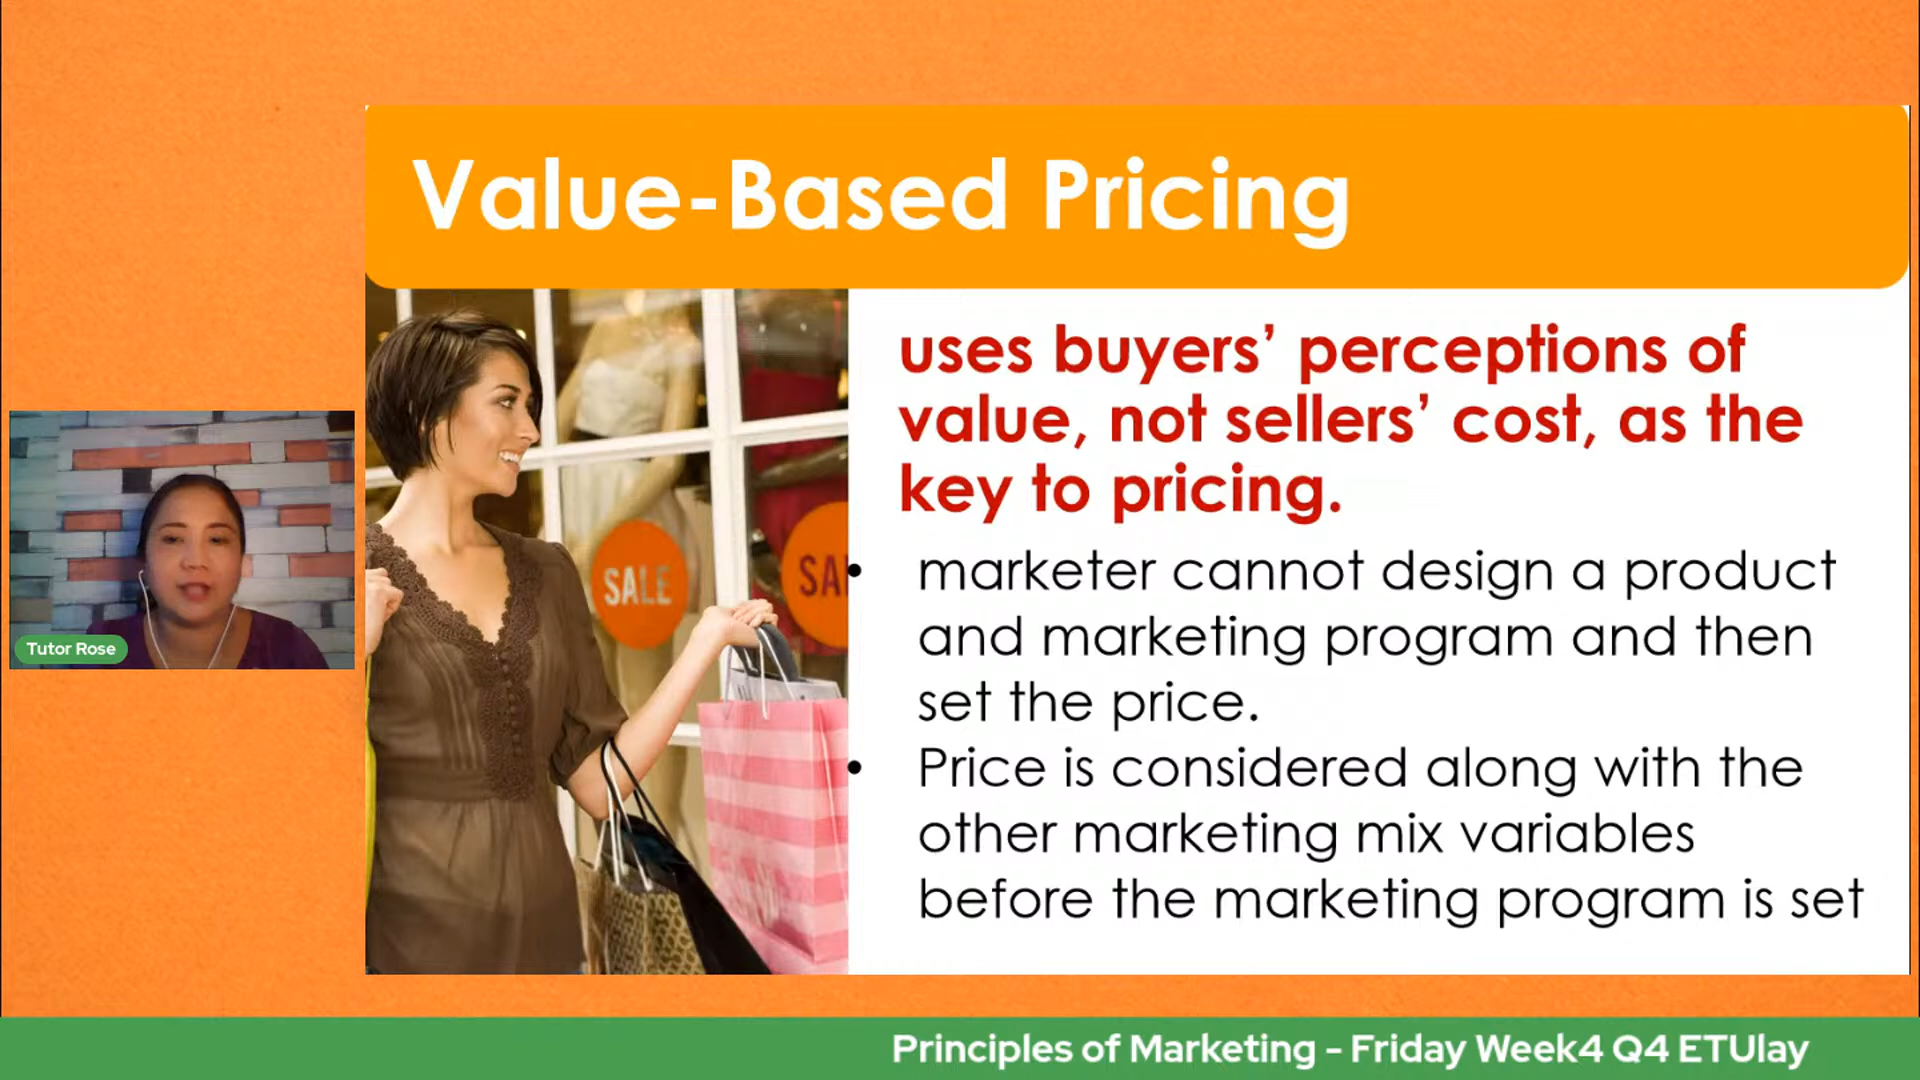 Value-Based Pricing
uses buyers’ perceptions of
value, not sellers’ cost, as the
key to pricing.
• marketer cannot design a product
and marketing program and then
set the price.
• Price is considered along with the
other marketing mix variables
before the marketing program is set
SALE
SA
Tutor Rose
Principles of Marketing - Friday Week4 Q4 ETUlay